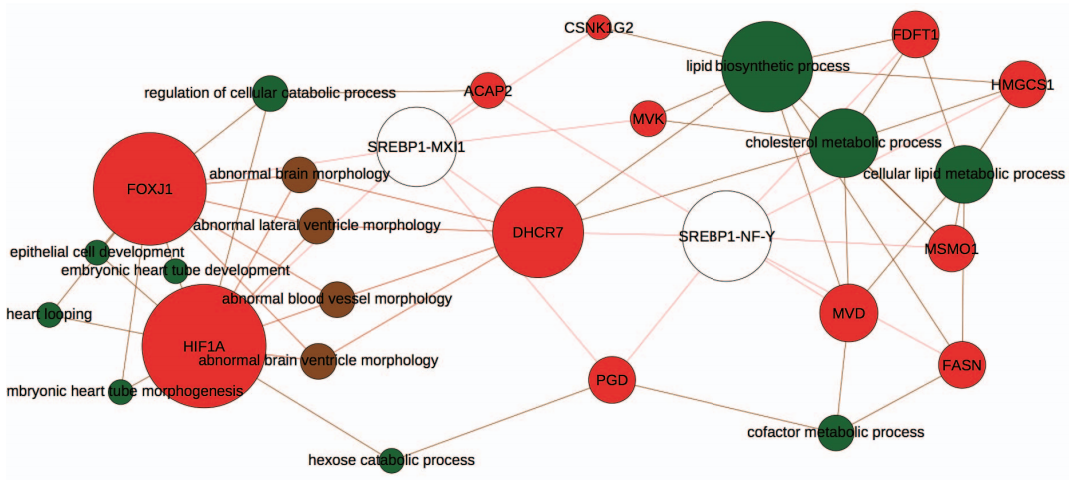 CSNK1G2
FDFT1
lipid biosynthetic process
HMGCS1
regulation of cellular catabolic process
ACAP2
MVK
SREBP1-MXI1
cholesterol metabolic process
abnormal brain morphology
cellular lipid metabolic process
FOXJ1
abnormal lateral ventricle morphology
DHCR7
SREBP1-NF-Y
MSMO1
epithelial cell development
embryonic heart tube development
abnormal blood vessel morphology
heart looping
MVD
HIF1A
abnormal brain ventricle morphology
FASN
PGD
mbryonic heart tube morphogenesis
cofactor metabolic process
hexose catabolic process